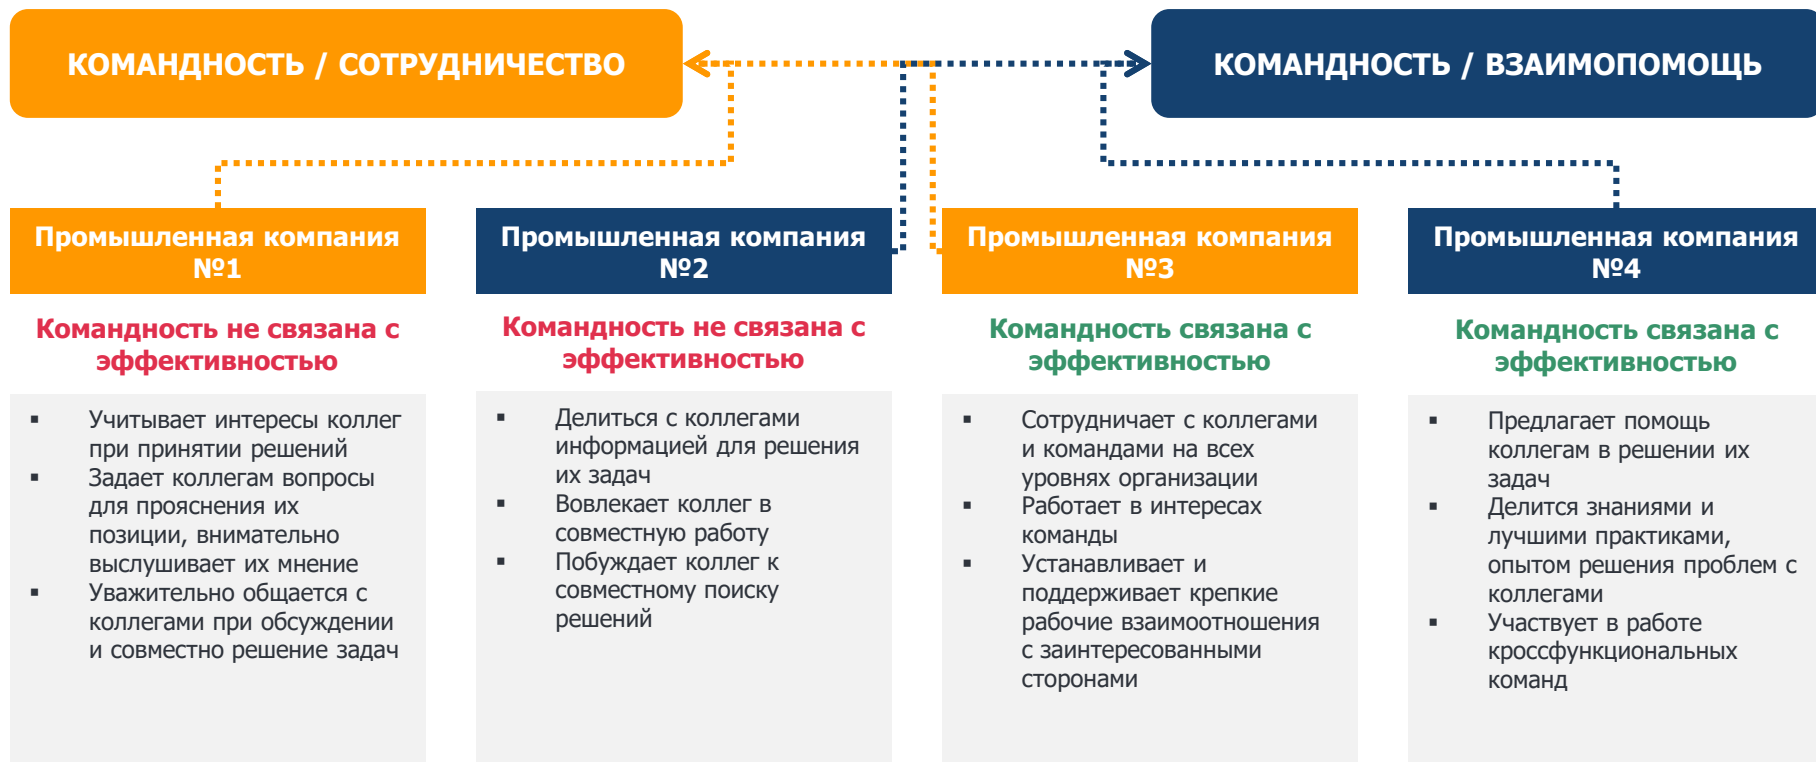 КОМАНДНОСТЬ / СОТРУДНИЧЕСТВО
КОМАНДНОСТЬ / ВЗАИМОПОМОЩЬ
Промышленная компания
№1
Командность не связана с
эффективностью
▪ Учитывает интересы коллег
при принятии решений
▪ Задает коллегам вопросы
для прояснения их
позиции, внимательно
выслушивает их мнение
▪ Уважительно общается с
коллегами при обсуждении
и совместно решение задач
Промышленная компания
№2
Командность не связана с
эффективностью
▪ Делиться с коллегами
информацией для решения
их задач
▪ Вовлекает коллег в
совместную работу
▪ Побуждает коллег к
совместному поиску
решений
Промышленная компания
№3
Командность связана с
эффективностью
▪ Сотрудничает с коллегами
и командами на всех
уровнях организации
▪ Работает в интересах
команды
▪ Устанавливает и
поддерживает крепкие
рабочие взаимоотношения
с заинтересованными
сторонами
Промышленная компания
№4
Командность связана с
эффективностью
▪ Предлагает помощь
коллегам в решении их
задач
▪ Делится знаниями и
лучшими практиками,
опытом решения проблем с
коллегами
▪ Участвует в работе
кроссфункциональных
команд